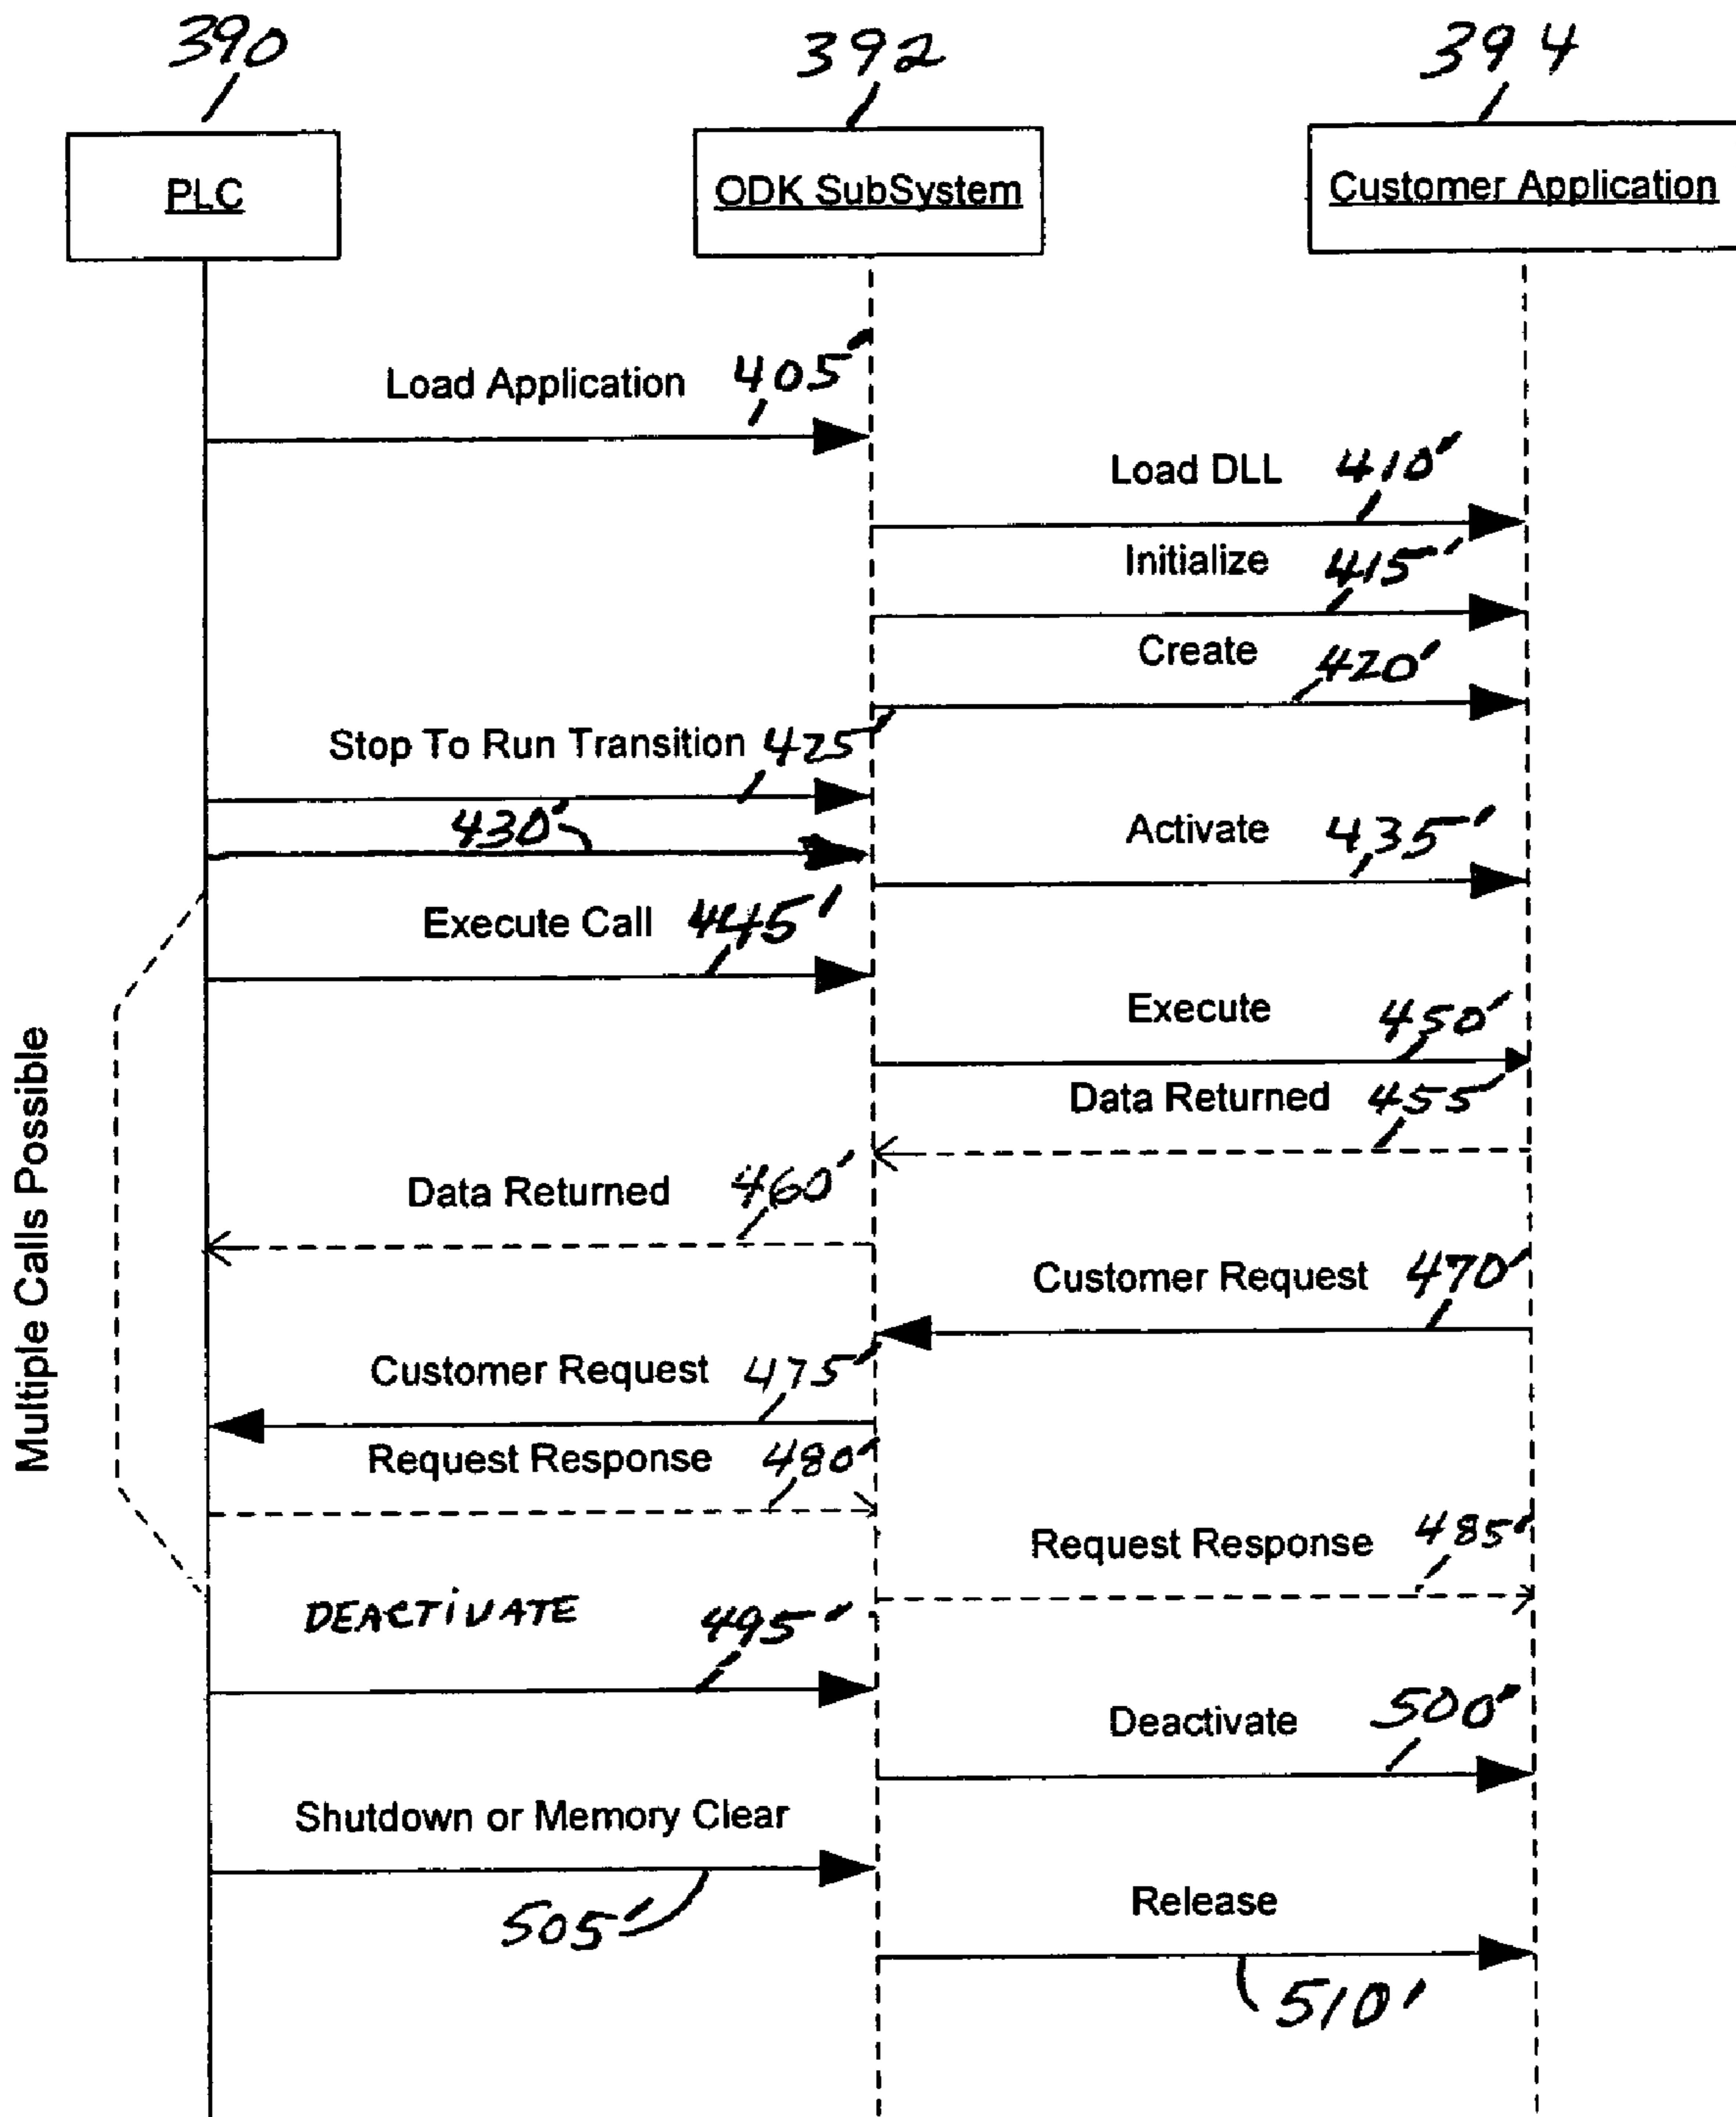 390 392 394
PLC ODK SubSystem Customer Application
Load Application 405'
Load DLL 410'
Initialize 415'
Create 420'
Stop To Run Transition 425'
430'
Activate 435'
Execute Call 445'
Execute 450'
Data Returned 455'
Data Returned 460'
Customer Request 470'
Customer Request 475'
Request Response 480'
Request Response 485'
Multiple Calls Possible
DEACTiVATE 495'
Deactivate 500'
Shutdown or Memory Clear
505'
Release
510'